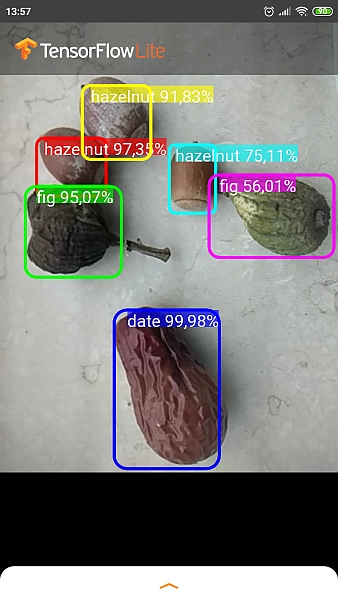 13:57
90
TensorFlow Lite
hazelnut 91,83%
hazelnut 97,35%
hazelnut 75,11%
fig 95,07%
fig 56,01%
date 99,98%